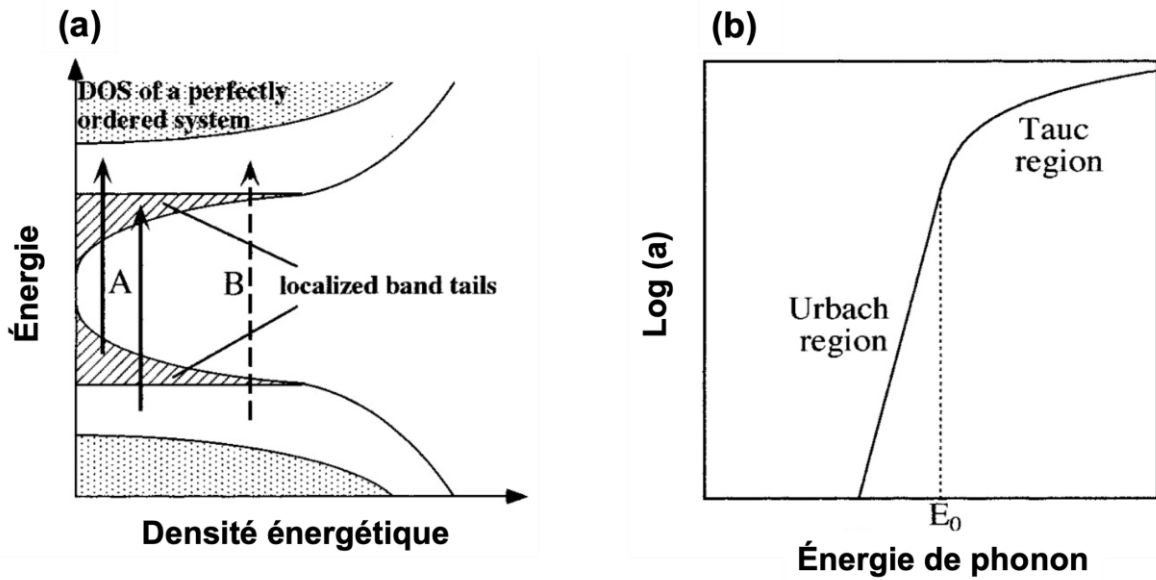 (a)
DOS of a perfectly
ordered system
A
B
localized band tails
Énergie
Densité énergétique
(b)
Tauc
region
Urbach
region
Log (a)
E0
Énergie de phonon